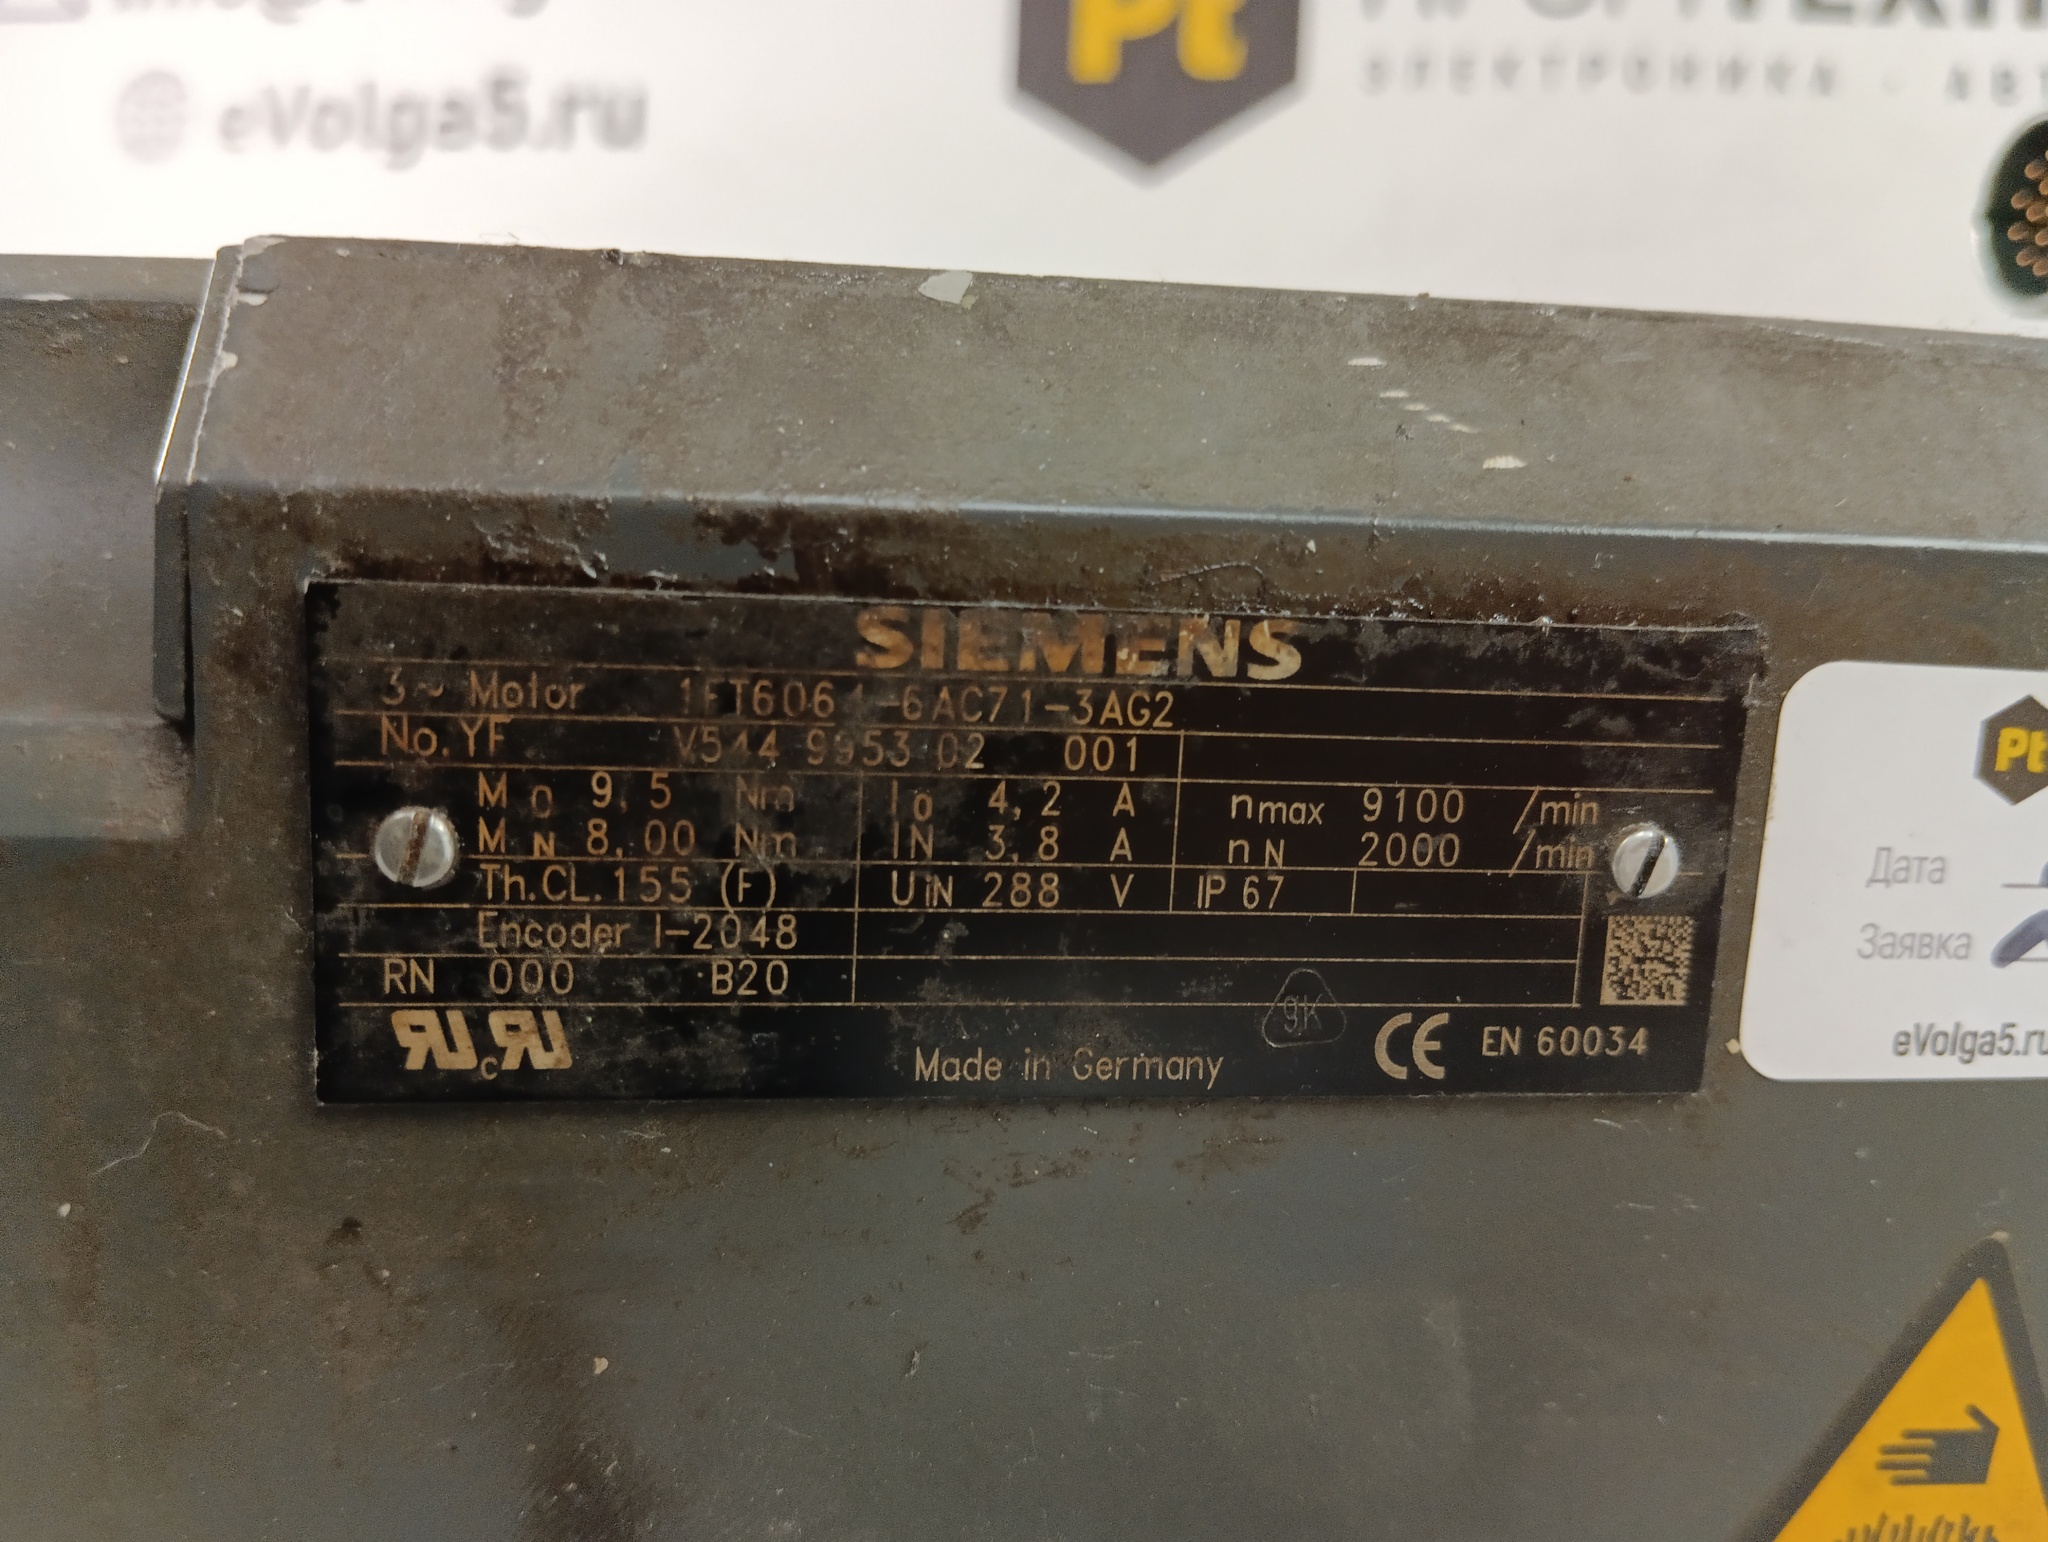 eVolga5.ru
Pt
ЭЛЕКТРОНИКА - АВТ
SIEMENS
3~ Motor 1FT6064-6AC71-3AG2
No. YF V544 9953 02 001
M0 9,5 Nm I0 4,2 A nmax 9100 /min
MN 8,00 Nm IN 3,8 A nN 2000 /min
Th.CL.155 (F) UiN 288 V IP 67
Encoder I-2048
RN 000 B20
gk
Made in Germany
CE EN 60034
Pt
Дата
Заявка
eVolga5.ru